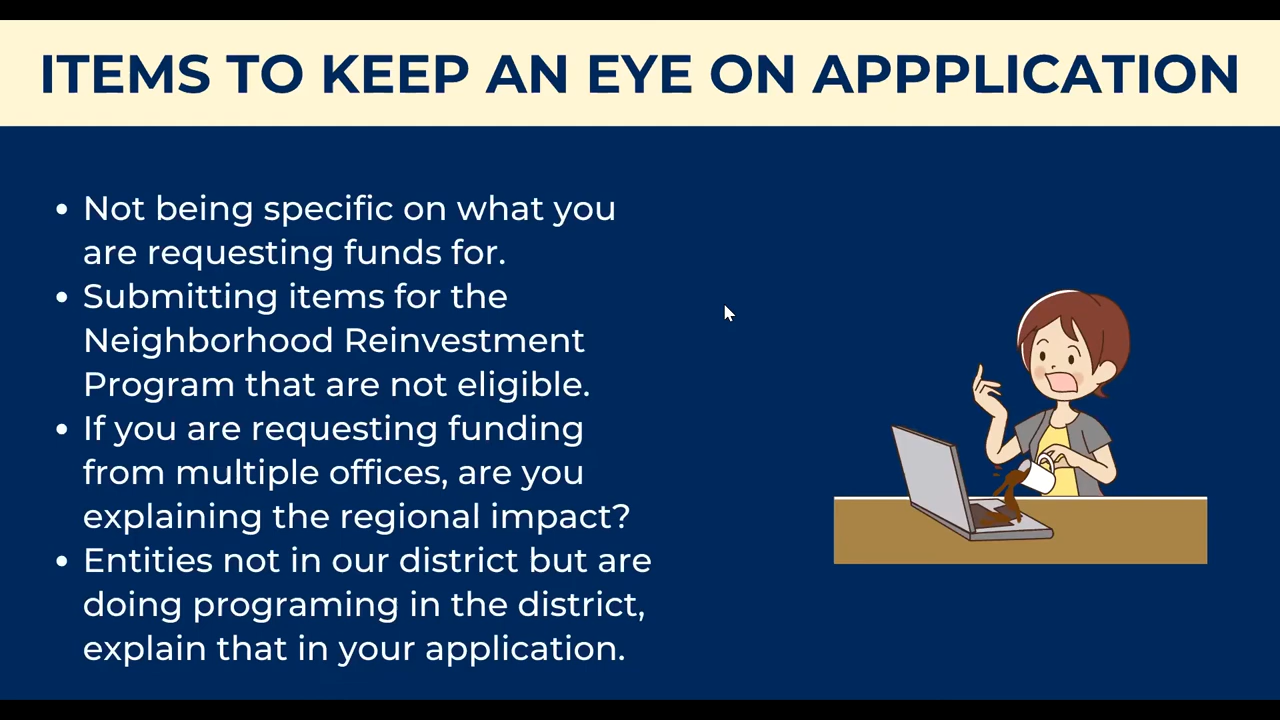 ITEMS TO KEEP AN EYE ON APPPLICATION
• Not being specific on what you
are requesting funds for.
• Submitting items for the
Neighborhood Reinvestment
Program that are not eligible.
• If you are requesting funding
from multiple offices, are you
explaining the regional impact?
• Entities not in our district but are
doing programing in the district,
explain that in your application.